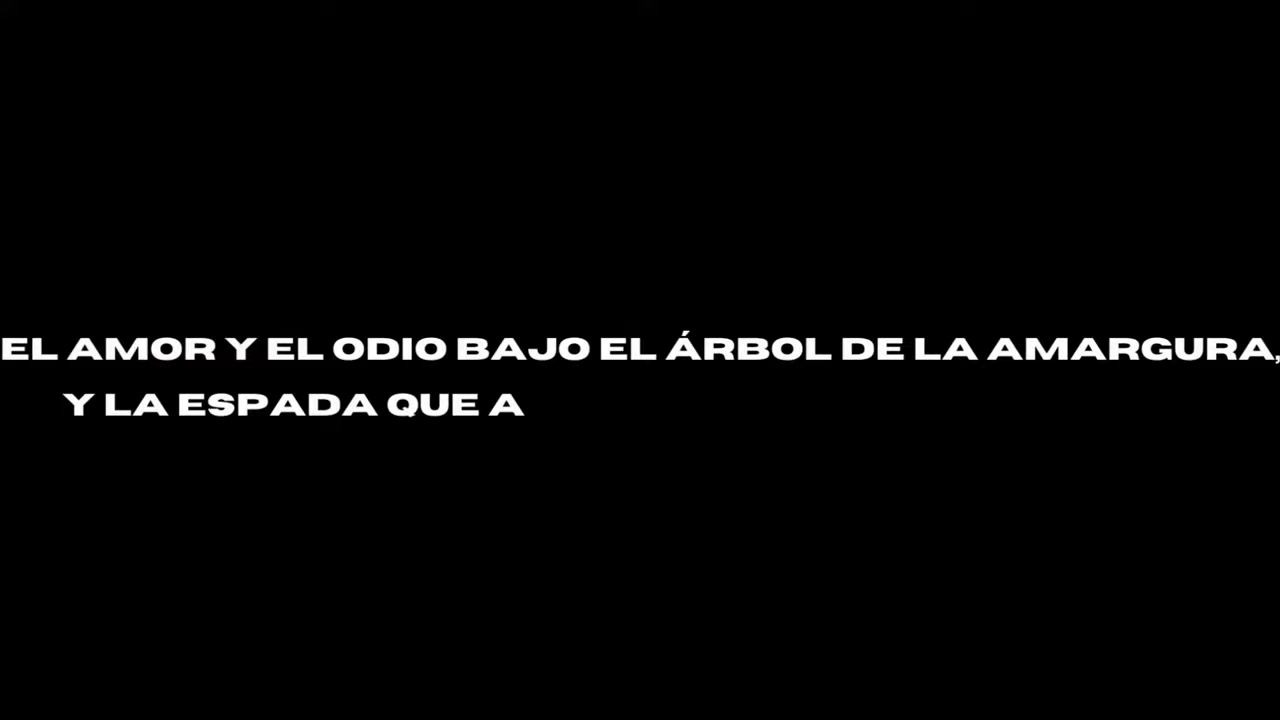 EL AMOR Y EL ODIO BAJO EL ÁRBOL DE LA AMARGURA,
Y LA ESPADA QUE A